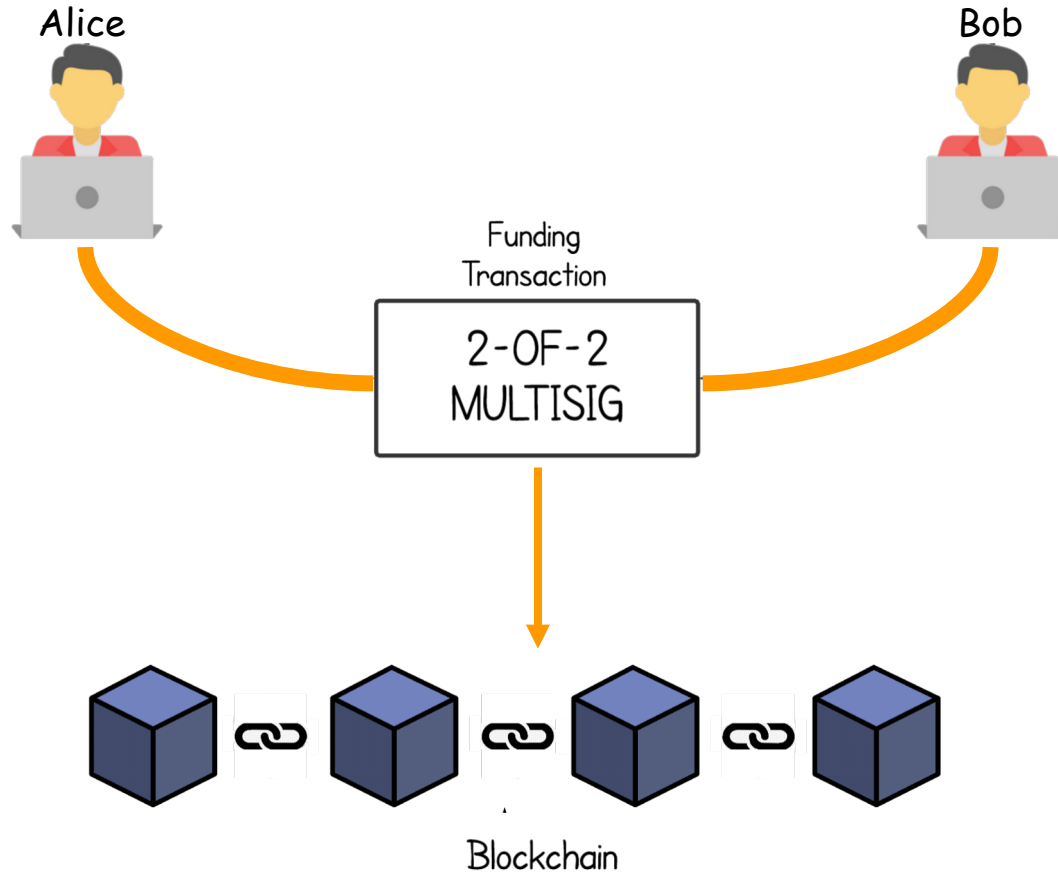 Alice
Bob
Funding
Transaction
2-OF-2
MULTISIG
Blockchain